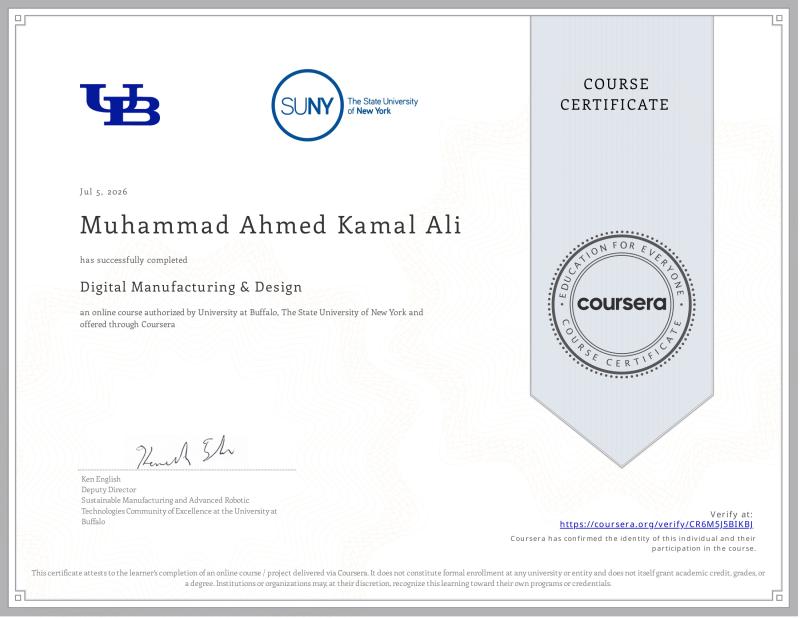 UB
SUNY
The State University
of New York
COURSE
CERTIFICATE
Jul 5, 2026
Muhammad Ahmed Kamal Ali
has successfully completed
Digital Manufacturing & Design
an online course authorized by University at Buffalo, The State University of New York and
offered through Coursera
EDUCATION FOR EVERYONE
coursera
COURSE CERTIFICATE
Ken English
Deputy Director
Sustainable Manufacturing and Advanced Robotic
Technologies Community of Excellence at the University at
Buffalo
Verify at:
https://coursera.org/verify/CR6M5J5BIKBJ
Coursera has confirmed the identity of this individual and their
participation in the course.
This certificate attests to the learner's completion of an online course / project delivered via Coursera. It does not constitute formal enrollment at any university or entity and does not itself grant academic credit, grades, or
a degree. Institutions or organizations may, at their discretion, recognize this learning toward their own programs or credentials.